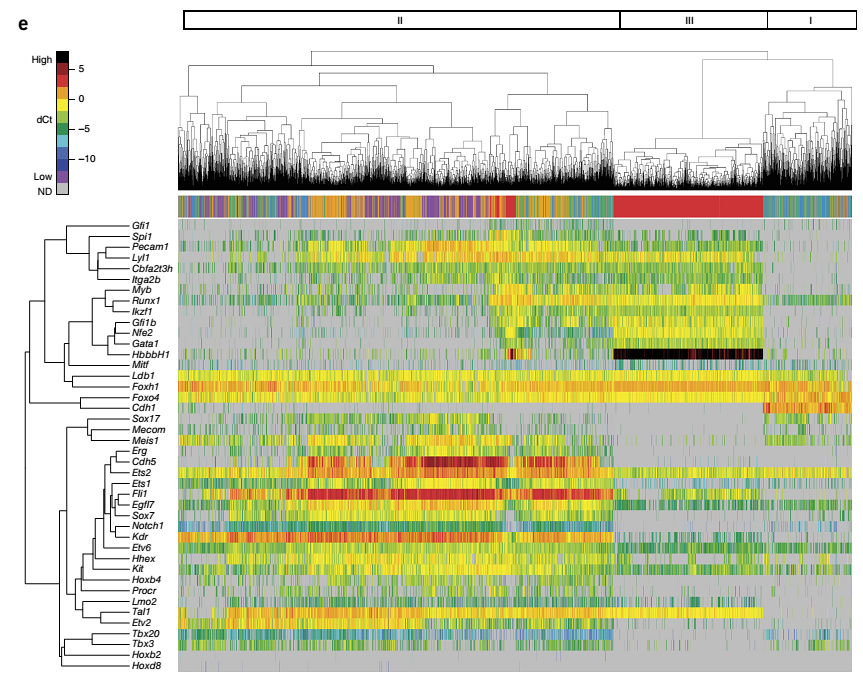 e
II III I
High
5
0
dCt
−5
−10
Low
ND
Gfi1
Spi1
Pecam1
Lyl1
Cbfa2t3h
Itga2b
Myb
Runx1
Ikzf1
Gfi1b
Nfe2
Gata1
HbbbH1
Mitf
Ldb1
Foxh1
Foxo4
Cdh1
Sox17
Mecom
Meis1
Erg
Cdh5
Ets2
Ets1
Fli1
Egfl7
Sox7
Notch1
Kdr
Etv6
Hhex
Kit
Hoxb4
Procr
Lmo2
Tal1
Etv2
Tbx20
Tbx3
Hoxb2
Hoxd8